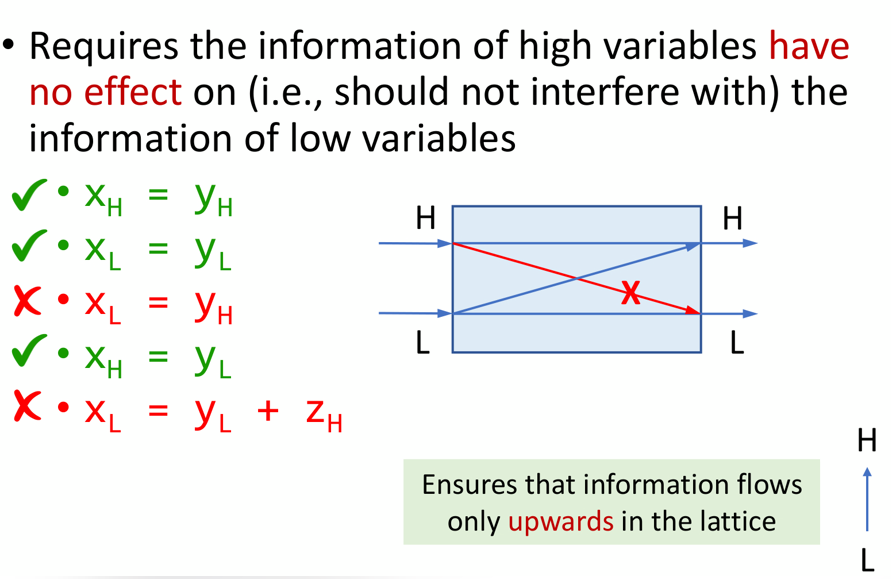 • Requires the information of high variables have
no effect on (i.e., should not interfere with) the
information of low variables
✔ • x_H = y_H
✔ • x_L = y_L
✘ • x_L = y_H
✔ • x_H = y_L
✘ • x_L = y_L + z_H
H H
X
L L
Ensures that information flows
only upwards in the lattice
H
L